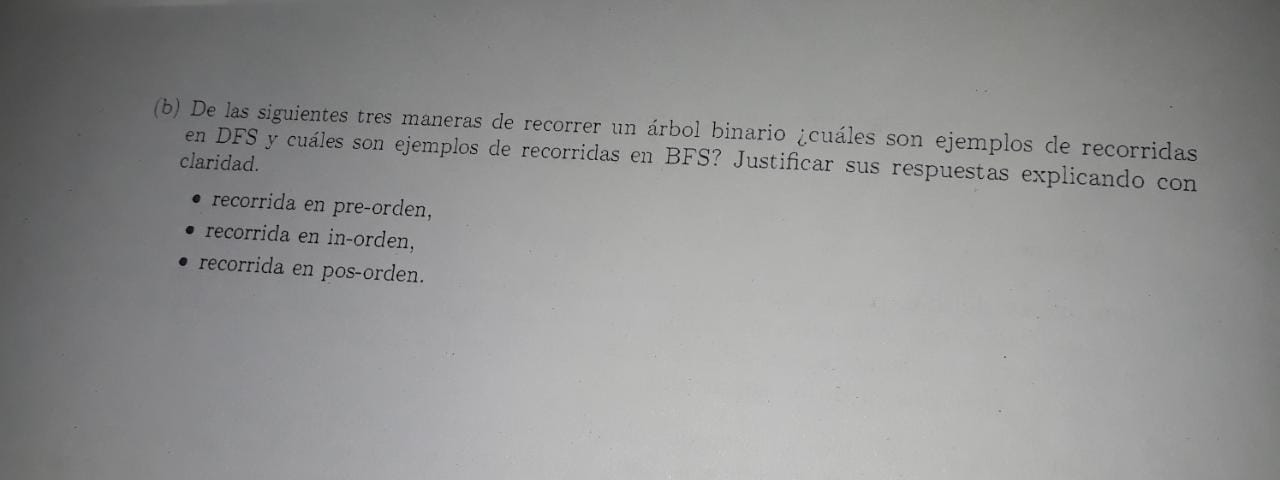 (b) De las siguientes tres maneras de recorrer un árbol binario ¿cuáles son ejemplos de recorridas
en DFS y cuáles son ejemplos de recorridas en BFS? Justificar sus respuestas explicando con
claridad.
• recorrida en pre-orden,
• recorrida en in-orden,
• recorrida en pos-orden.